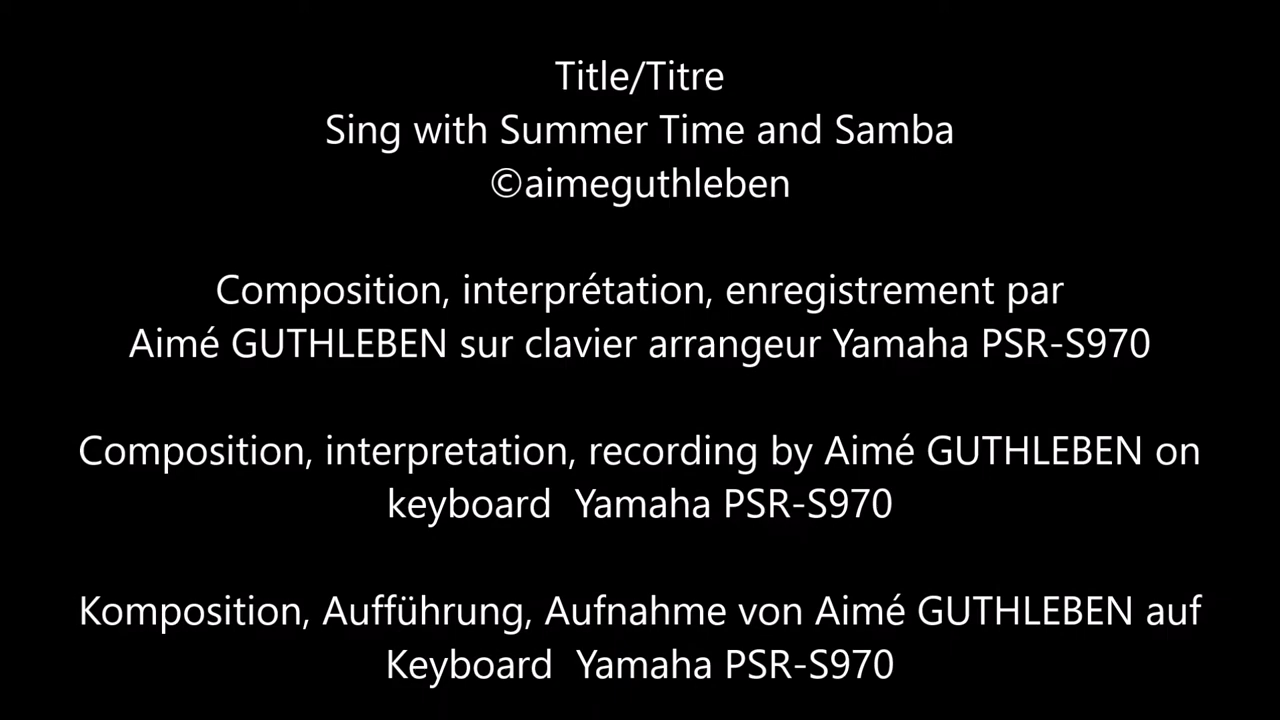 Title/Titre
Sing with Summer Time and Samba
©aimeguthleben
Composition, interprétation, enregistrement par
Aimé GUTHLEBEN sur clavier arrangeur Yamaha PSR-S970
Composition, interpretation, recording by Aimé GUTHLEBEN on
keyboard  Yamaha PSR-S970
Komposition, Aufführung, Aufnahme von Aimé GUTHLEBEN auf
Keyboard  Yamaha PSR-S970